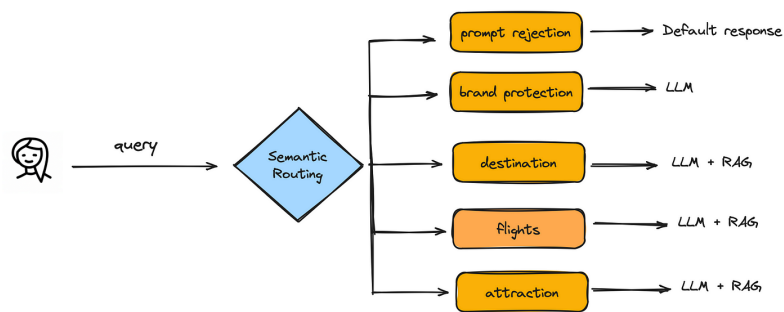 prompt rejection
Default response
brand protection
LLM
query
Semantic
Routing
destination
LLM + RAG
flights
LLM + RAG
attraction
LLM + RAG